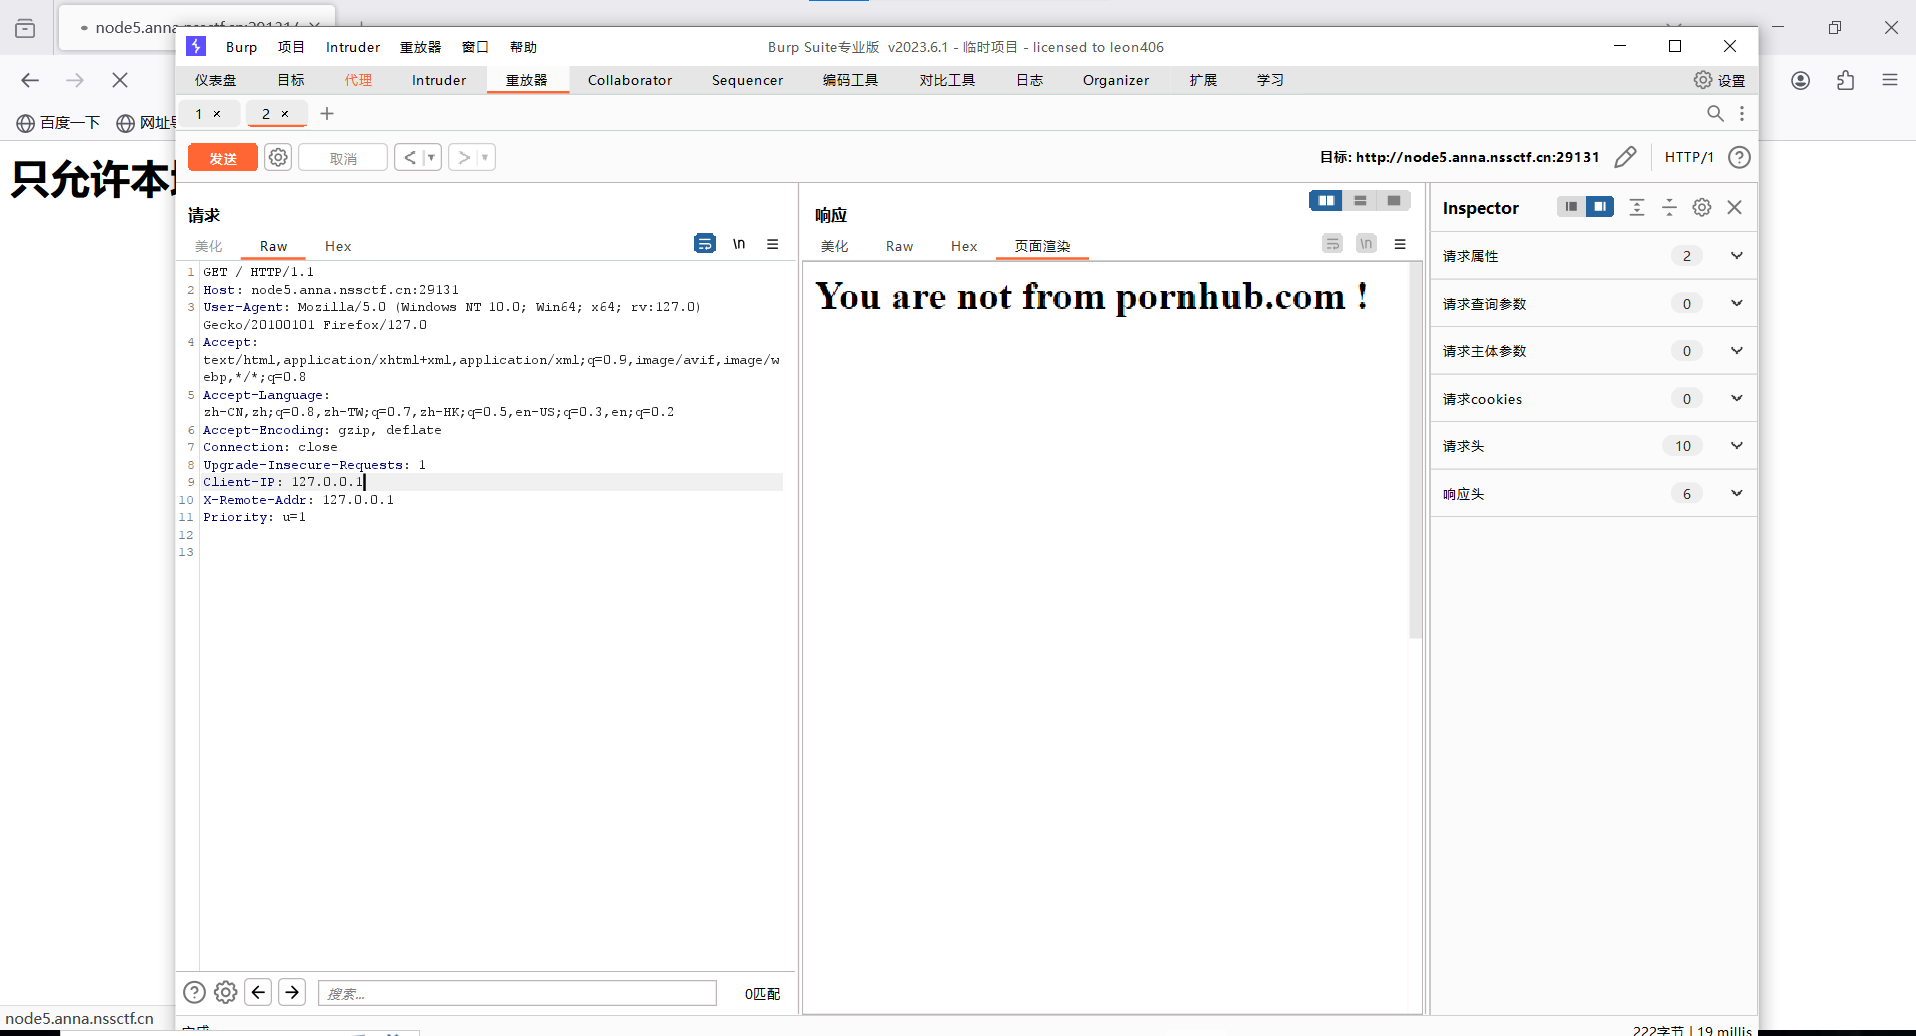 node5.anna.nssctf.cn:29131/
Burp 项目 Intruder 重放器 窗口 帮助
Burp Suite专业版 v2023.6.1 - 临时项目 - licensed to leon406
仪表盘 目标 代理 Intruder 重放器 Collaborator Sequencer 编码工具 对比工具 日志 Organizer 扩展 学习 设置
百度一下 网址
1 × 2 × +
发送 取消 < >
目标: http://node5.anna.nssctf.cn:29131 HTTP/1
只允许本
请求
美化 Raw Hex \n
1 GET / HTTP/1.1
2 Host: node5.anna.nssctf.cn:29131
3 User-Agent: Mozilla/5.0 (Windows NT 10.0; Win64; x64; rv:127.0)
Gecko/20100101 Firefox/127.0
4 Accept:
text/html,application/xhtml+xml,application/xml;q=0.9,image/avif,image/w
ebp,*/*;q=0.8
5 Accept-Language:
zh-CN,zh;q=0.8,zh-TW;q=0.7,zh-HK;q=0.5,en-US;q=0.3,en;q=0.2
6 Accept-Encoding: gzip, deflate
7 Connection: close
8 Upgrade-Insecure-Requests: 1
9 Client-IP: 127.0.0.1
10 X-Remote-Addr: 127.0.0.1
11 Priority: u=1
12
13
搜索...
0匹配
响应
美化 Raw Hex 页面渲染 \n
You are not from pornhub.com !
Inspector
请求属性 2
请求查询参数 0
请求主体参数 0
请求cookies 0
请求头 10
响应头 6
node5.anna.nssctf.cn
完成
222字节 | 19 millis